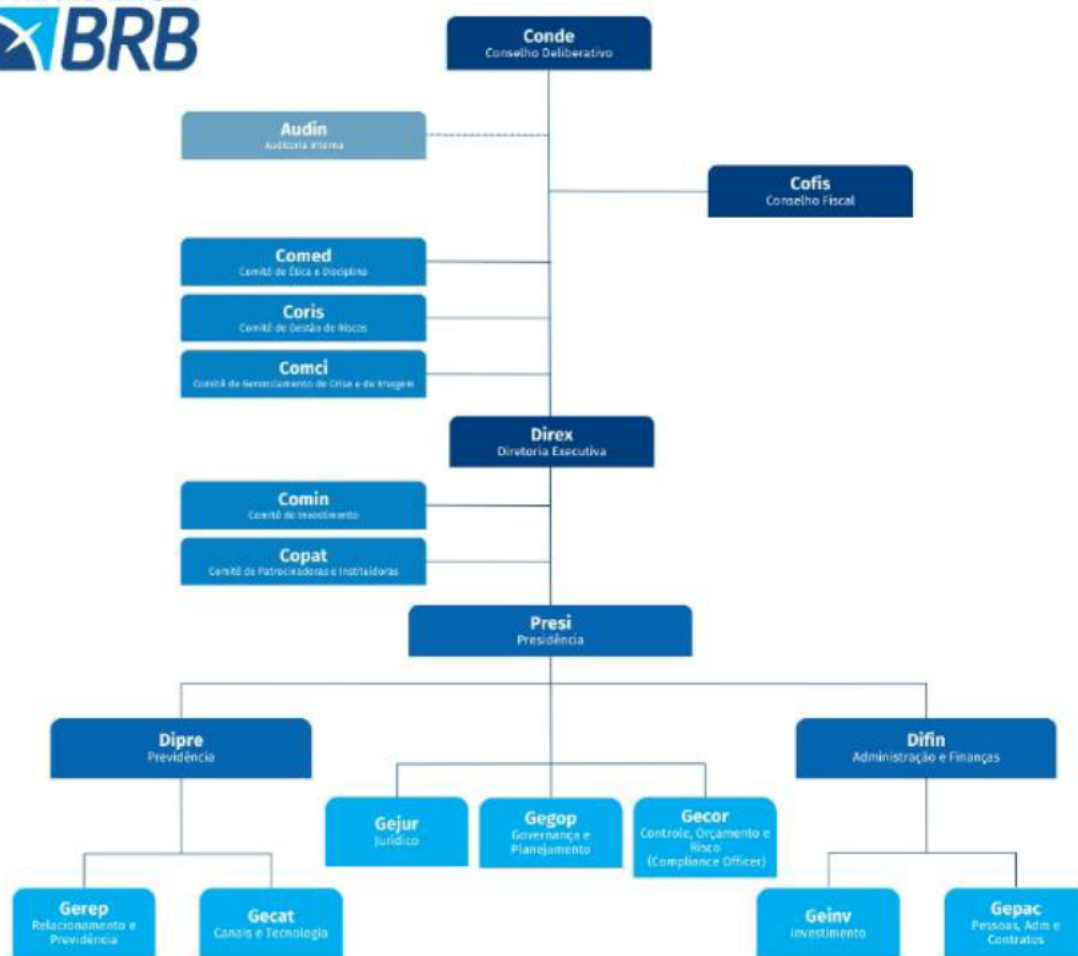 BRB
Conde
Conselho Deliberativo
Audin
Auditoria Interna
Cofis
Conselho Fiscal
Comed
Comitê de Ética e Disciplina
Coris
Comitê de Gestão de Riscos
Comci
Comitê de Gerenciamento de Crise e de Imagem
Direx
Diretoria Executiva
Comin
Comitê de Investimento
Copat
Comitê de Patrocinadoras e Instituidoras
Presi
Presidência
Dipre
Previdência
Difin
Administração e Finanças
Gejur
Jurídico
Gegop
Governança e
Planejamento
Gecor
Controle, Orçamento e
Risco
(Compliance Officer)
Gerep
Relacionamento e
Previdência
Gecat
Canais e Tecnologia
Geinv
Investimento
Gepac
Pessoas, Adm e
Contratos